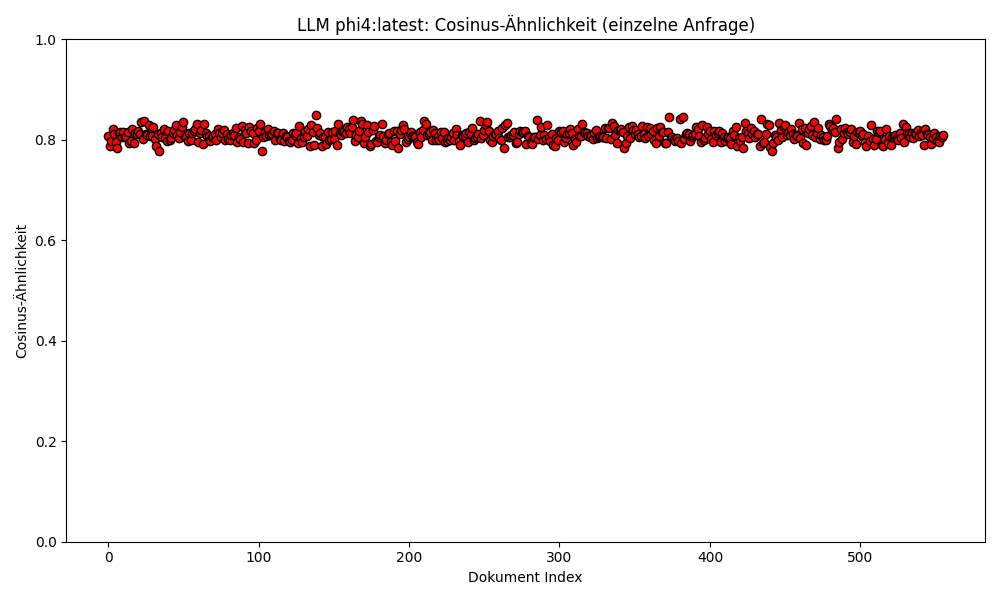 LLM phi4:latest: Cosinus-Ähnlichkeit (einzelne Anfrage)
1.0
0.8
0.6
0.4
0.2
0.0
Cosinus-Ähnlichkeit
0 100 200 300 400 500
Dokument Index